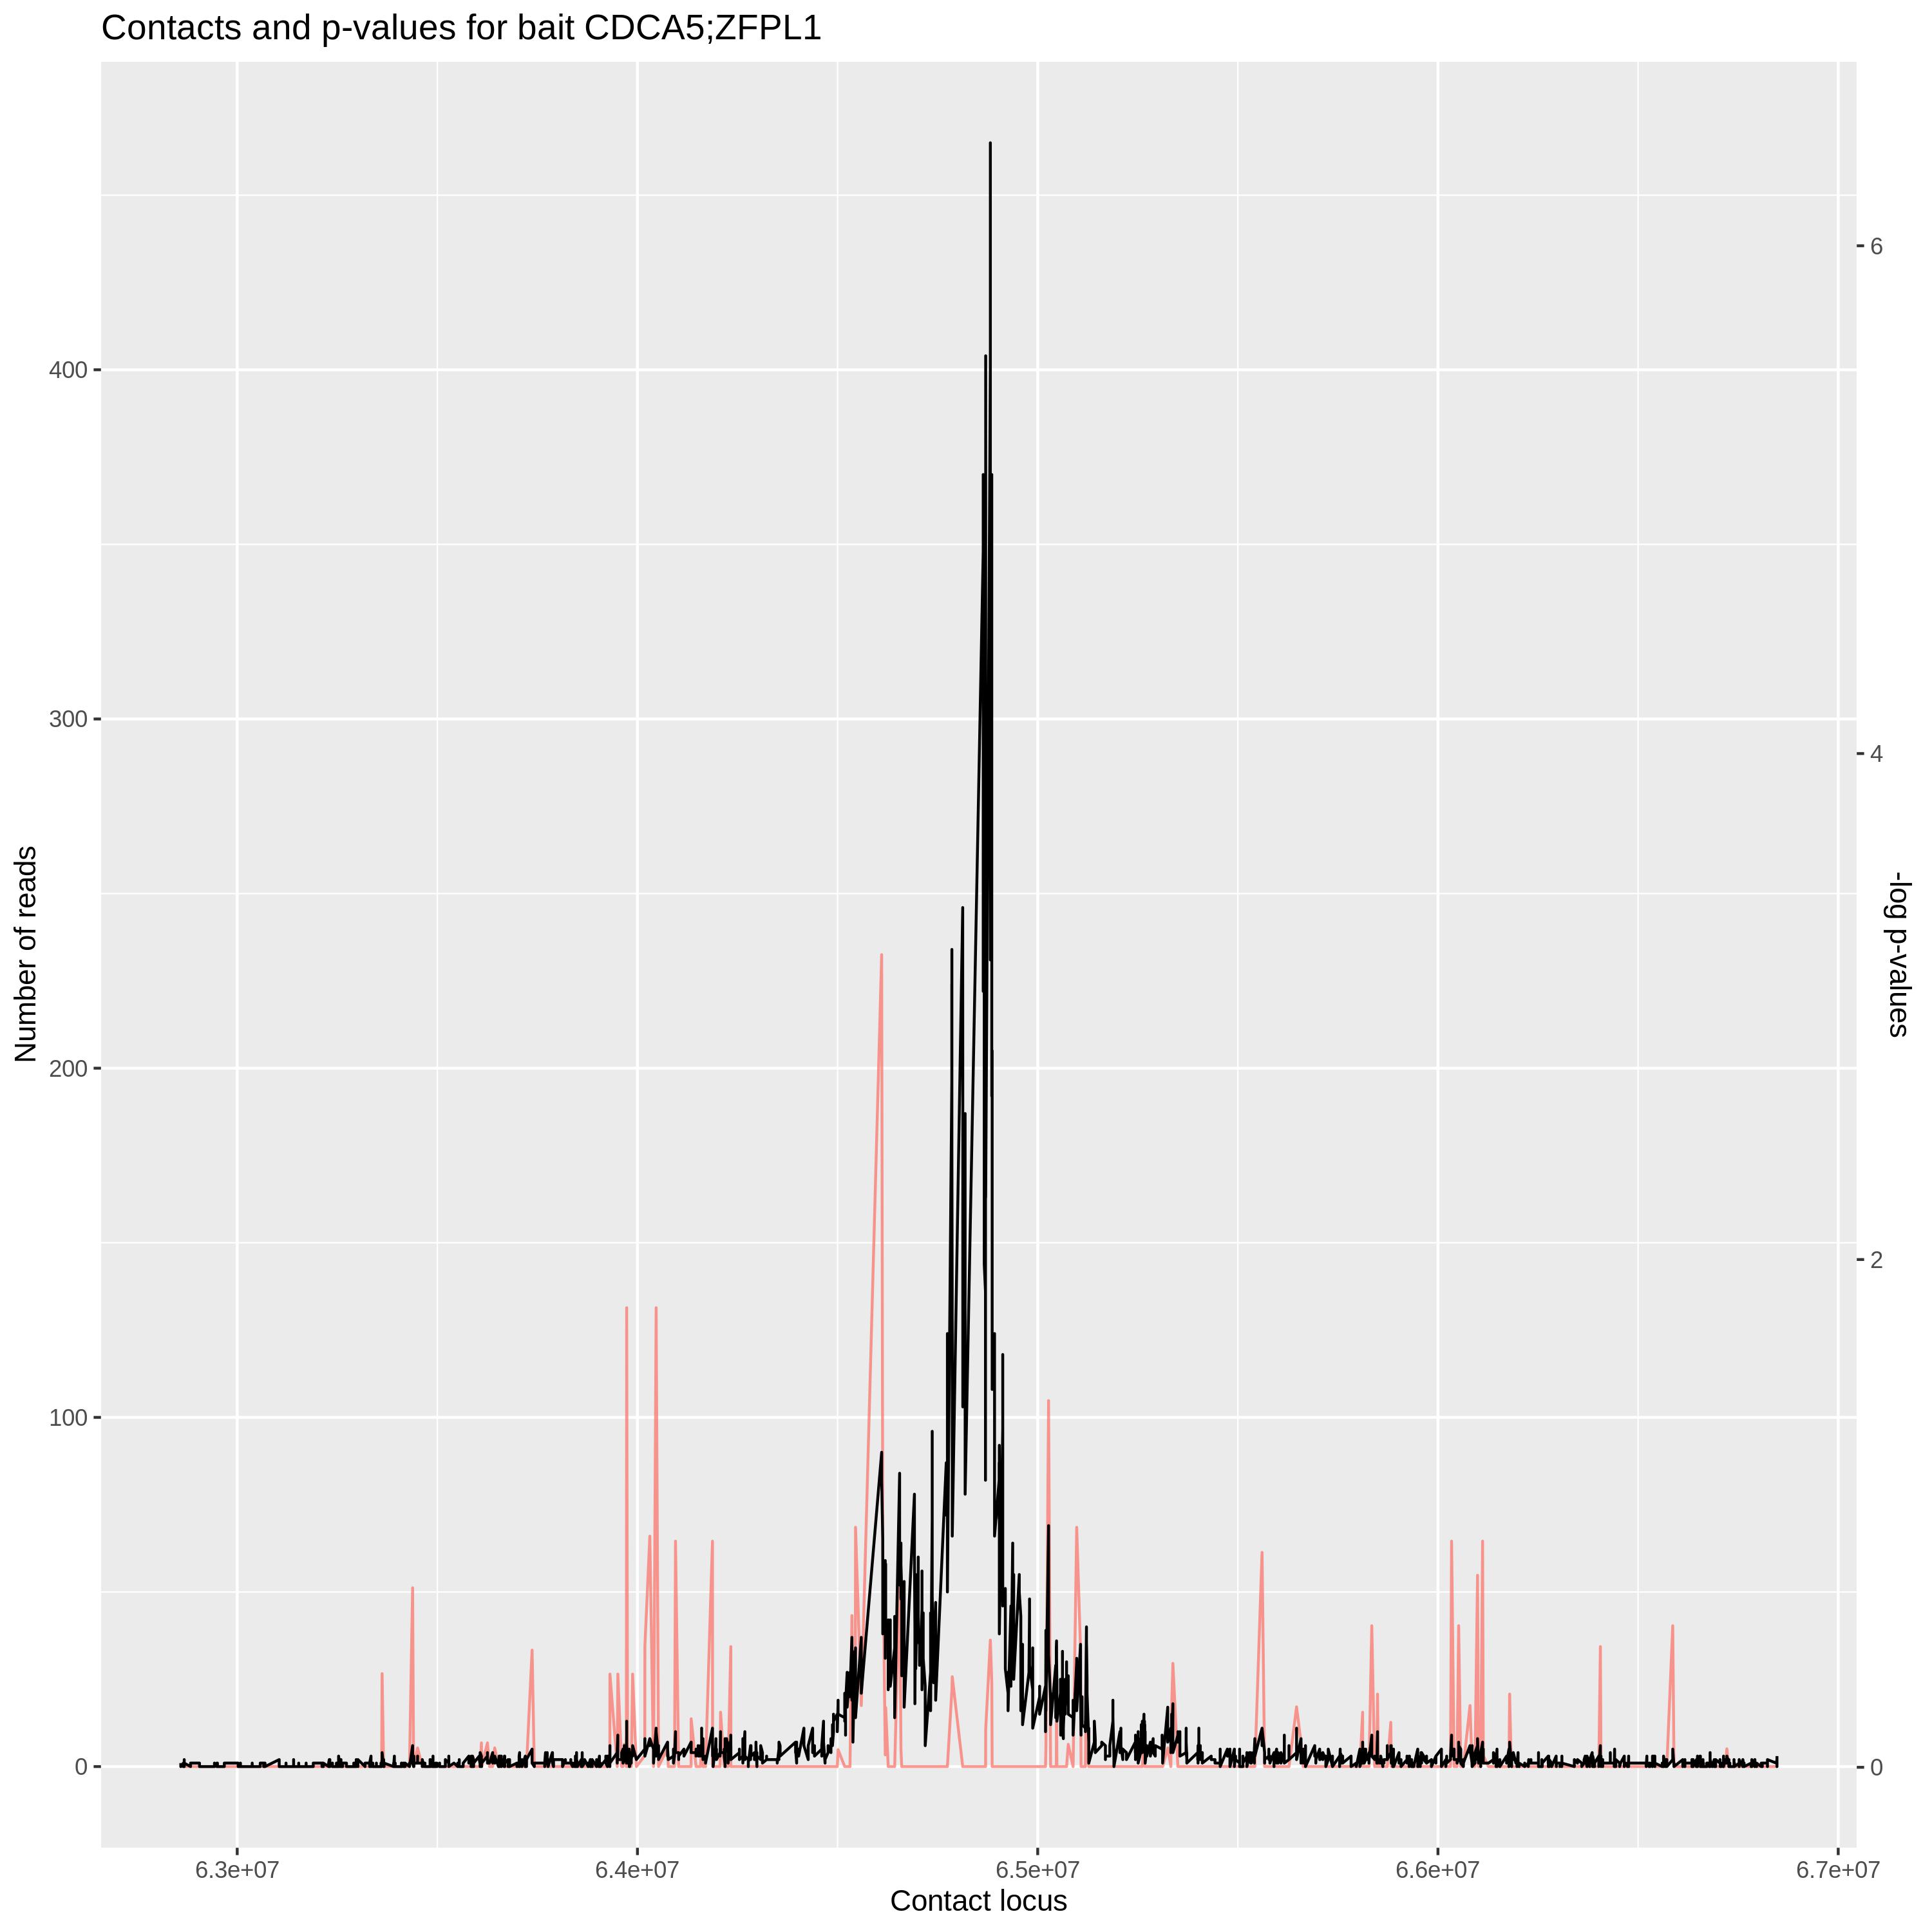 Contacts and p-values for bait CDCA5;ZFPL1
Number of reads
400
300
200
100
0
6
4
2
0
-log p-values
6.3e+07
6.4e+07
6.5e+07
6.6e+07
6.7e+07
Contact locus